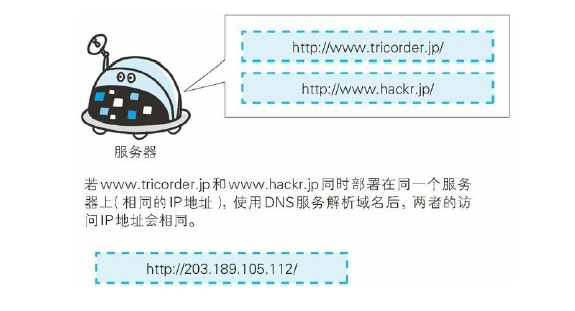 http://www.tricorder.jp/
http://www.hackr.jp/
服务器
若www.tricorder.jp和www.hackr.jp同时部署在同一个服务
器上(相同的IP地址)，使用DNS服务解析域名后，两者的访
问IP地址会相同。
http://203.189.105.112/